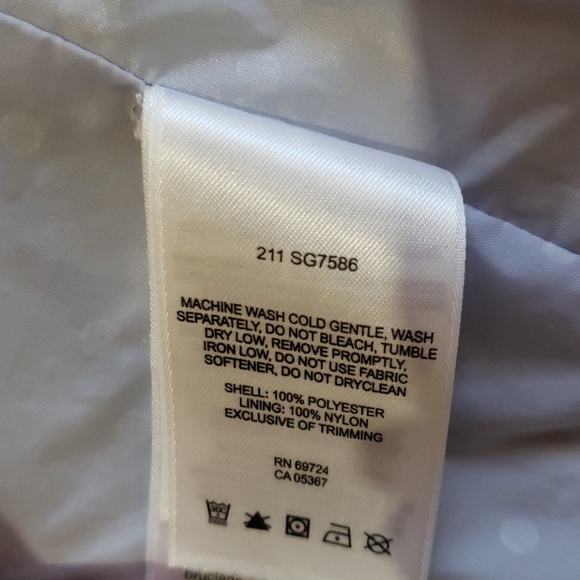 211 SG7586
MACHINE WASH COLD GENTLE, WASH
SEPARATELY, DO NOT BLEACH, TUMBLE
DRY LOW, REMOVE PROMPTLY,
IRON LOW, DO NOT USE FABRIC
SOFTENER, DO NOT DRYCLEAN
SHELL: 100% POLYESTER
LINING: 100% NYLON
EXCLUSIVE OF TRIMMING
RN 69724
CA 05367
30C